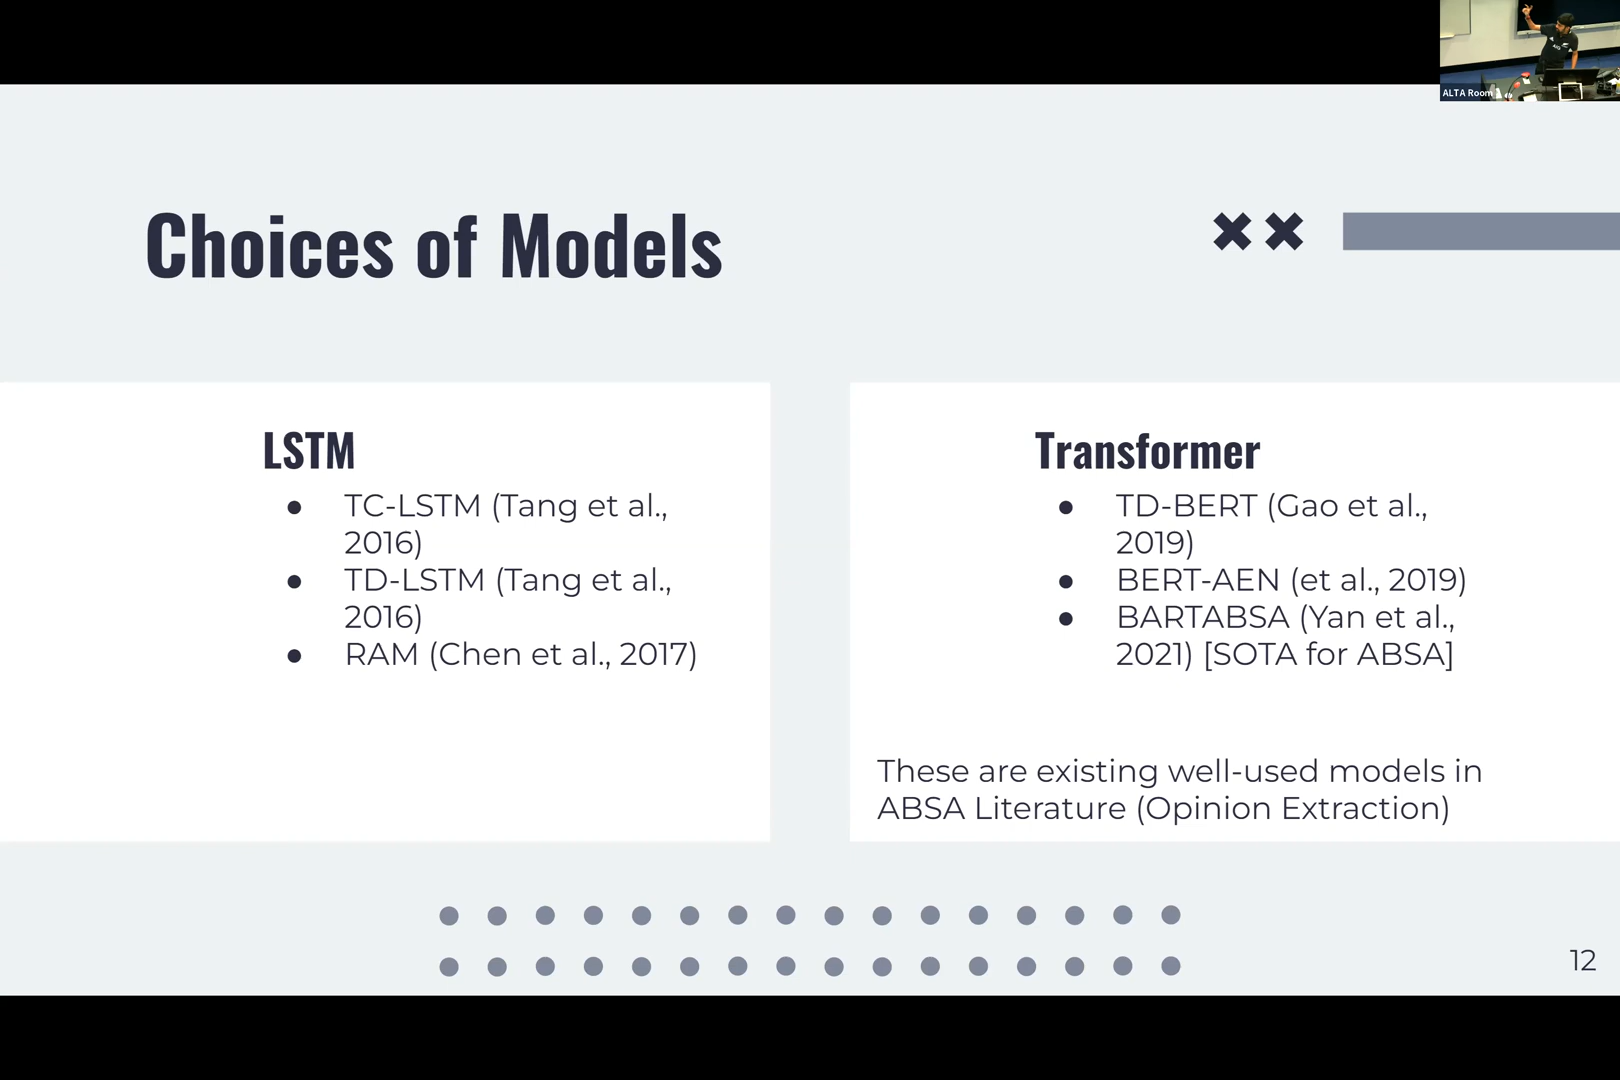 ALTA Room
Choices of Models
LSTM
● TC-LSTM (Tang et al.,
2016)
● TD-LSTM (Tang et al.,
2016)
● RAM (Chen et al., 2017)
Transformer
● TD-BERT (Gao et al.,
2019)
● BERT-AEN (et al., 2019)
● BARTABSA (Yan et al.,
2021) [SOTA for ABSA]
These are existing well-used models in
ABSA Literature (Opinion Extraction)
12